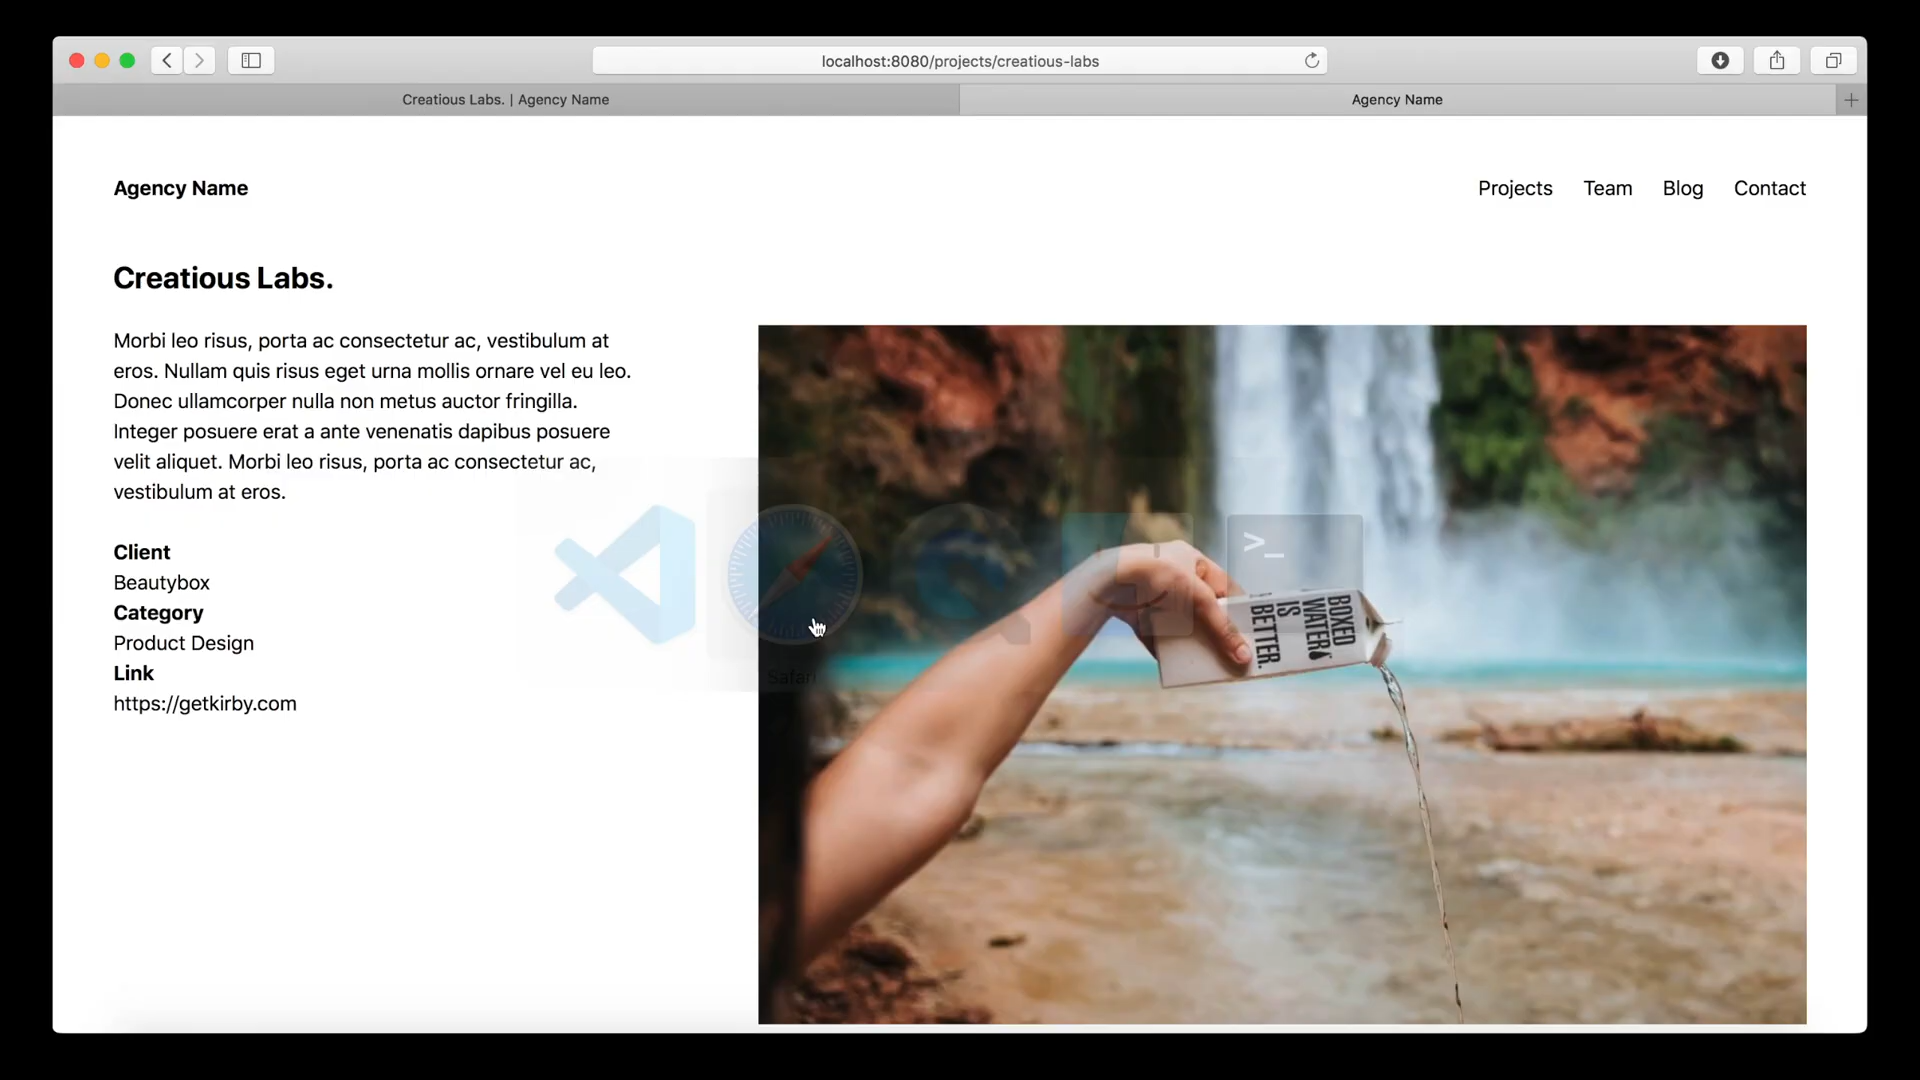 localhost:8080/projects/creatious-labs
Creatious Labs. | Agency Name
Agency Name
Agency Name
Projects Team Blog Contact
Creatious Labs.
Morbi leo risus, porta ac consectetur ac, vestibulum at
eros. Nullam quis risus eget urna mollis ornare vel eu leo.
Donec ullamcorper nulla non metus auctor fringilla.
Integer posuere erat a ante venenatis dapibus posuere
velit aliquet. Morbi leo risus, porta ac consectetur ac,
vestibulum at eros.
Client
Beautybox
Category
Product Design
Link
https://getkirby.com
Safari
>_
BOXED
WATER
IS
BETTER.